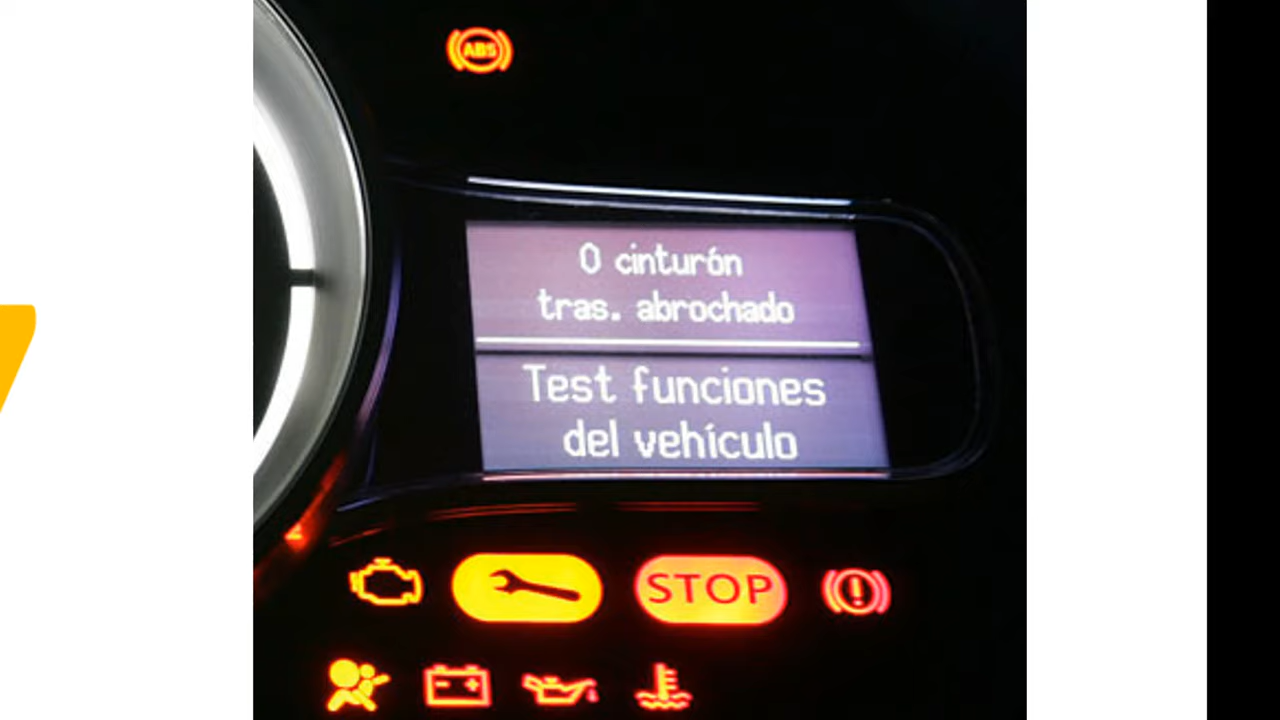 ABS
0 cinturón
tras. abrochado
Test funciones
del vehículo
STOP